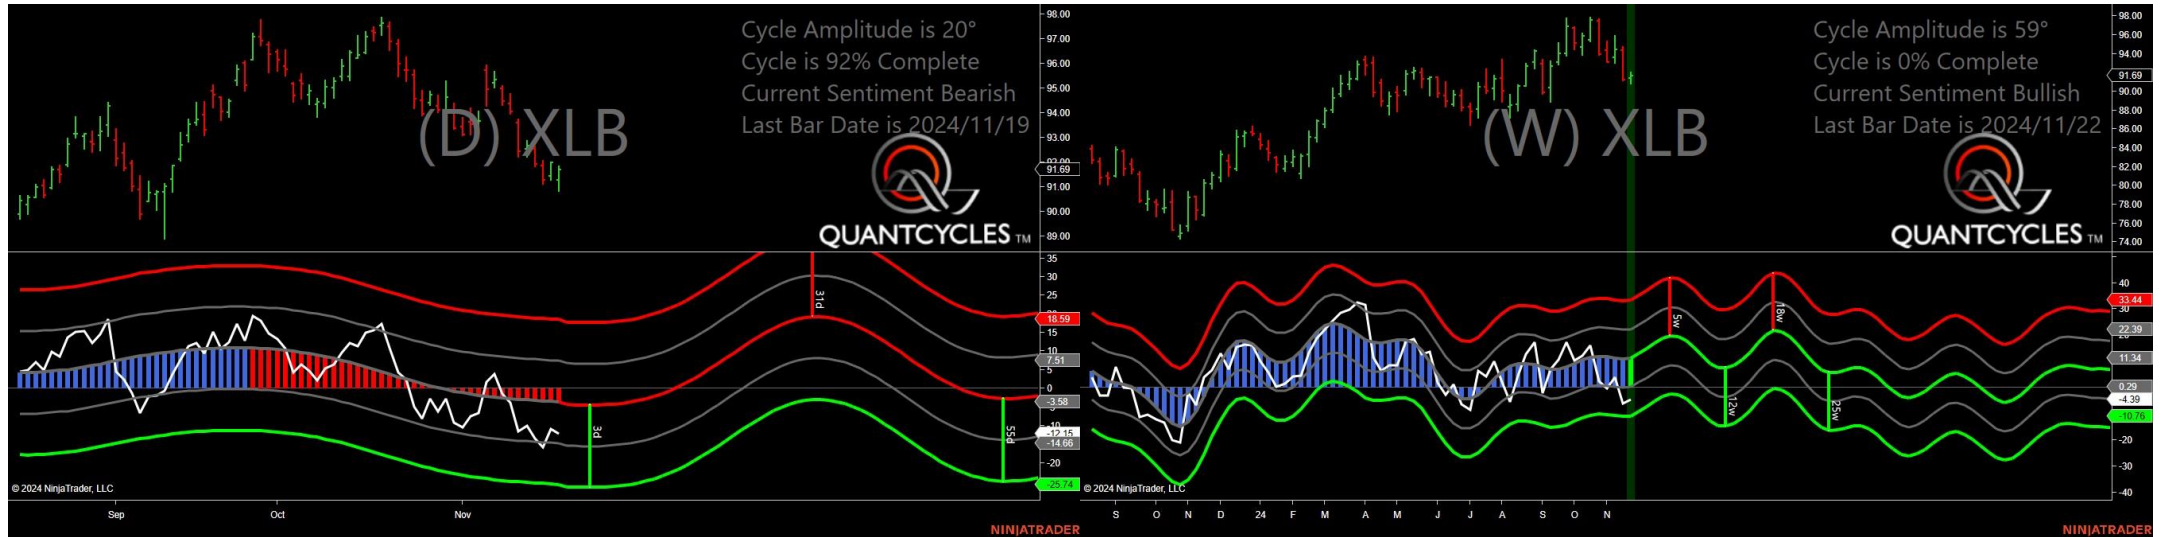 Cycle Amplitude is 20°
Cycle is 92% Complete
Current Sentiment Bearish
Last Bar Date is 2024/11/19
(D) XLB
QUANTCYCLES TM
98.00
97.00
96.00
95.00
94.00
93.00
92.00
91.69
91.00
90.00
89.00
35
30
25
20
18.59
15
10
7.51
5
0
-3.58
-12.15
-14.66
-20
-25.74
3d
31d
55d
© 2024 NinjaTrader, LLC
Sep
Oct
Nov
NINJATRADER
Cycle Amplitude is 59°
Cycle is 0% Complete
Current Sentiment Bullish
Last Bar Date is 2024/11/22
(W) XLB
QUANTCYCLES TM
98.00
96.00
94.00
91.69
90.00
88.00
86.00
84.00
82.00
80.00
78.00
76.00
74.00
40
33.44
30
22.39
20
11.34
0.29
-4.39
-10.76
-20
-30
-40
5w
12w
18w
25w
© 2024 NinjaTrader, LLC
S O N D 24 F M A M J J A S O N
NINJATRADER